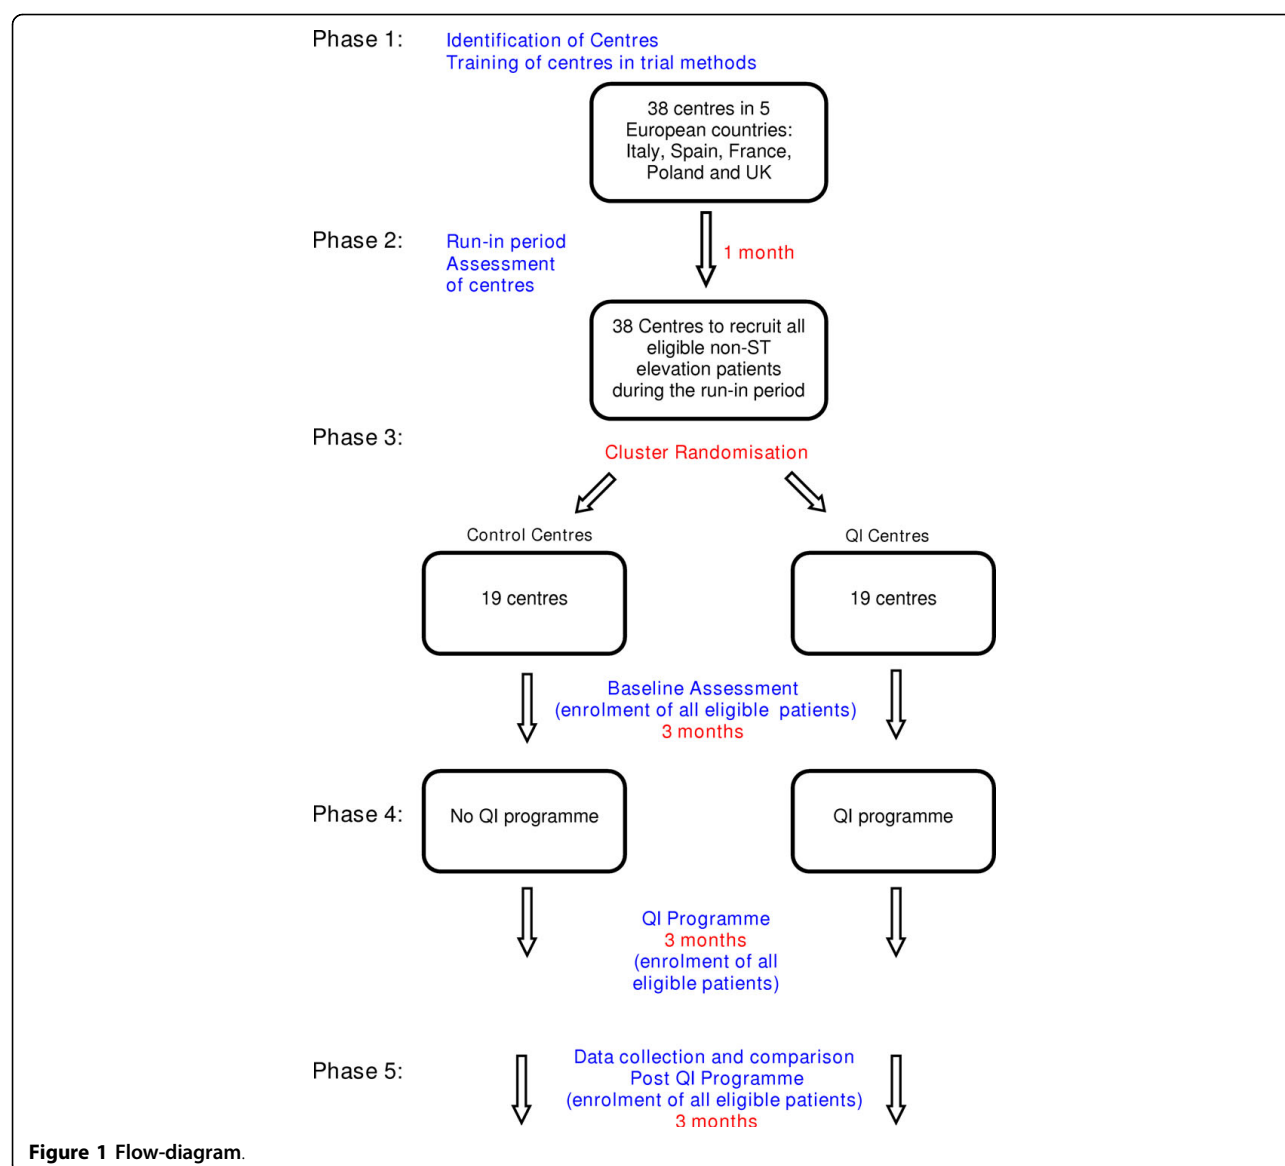 Phase 1:
Identification of Centres
Training of centres in trial methods
38 centres in 5
European countries:
Italy, Spain, France,
Poland and UK
Phase 2:
Run-in period
Assessment
of centres
1 month
38 Centres to recruit all
eligible non-ST
elevation patients
during the run-in period
Phase 3:
Cluster Randomisation
Control Centres
QI Centres
19 centres
19 centres
Baseline Assessment
(enrolment of all eligible patients)
3 months
Phase 4:
No QI programme
QI programme
QI Programme
3 months
(enrolment of all
eligible patients)
Phase 5:
Data collection and comparison
Post QI Programme
(enrolment of all eligible patients)
3 months
Figure 1 Flow-diagram.